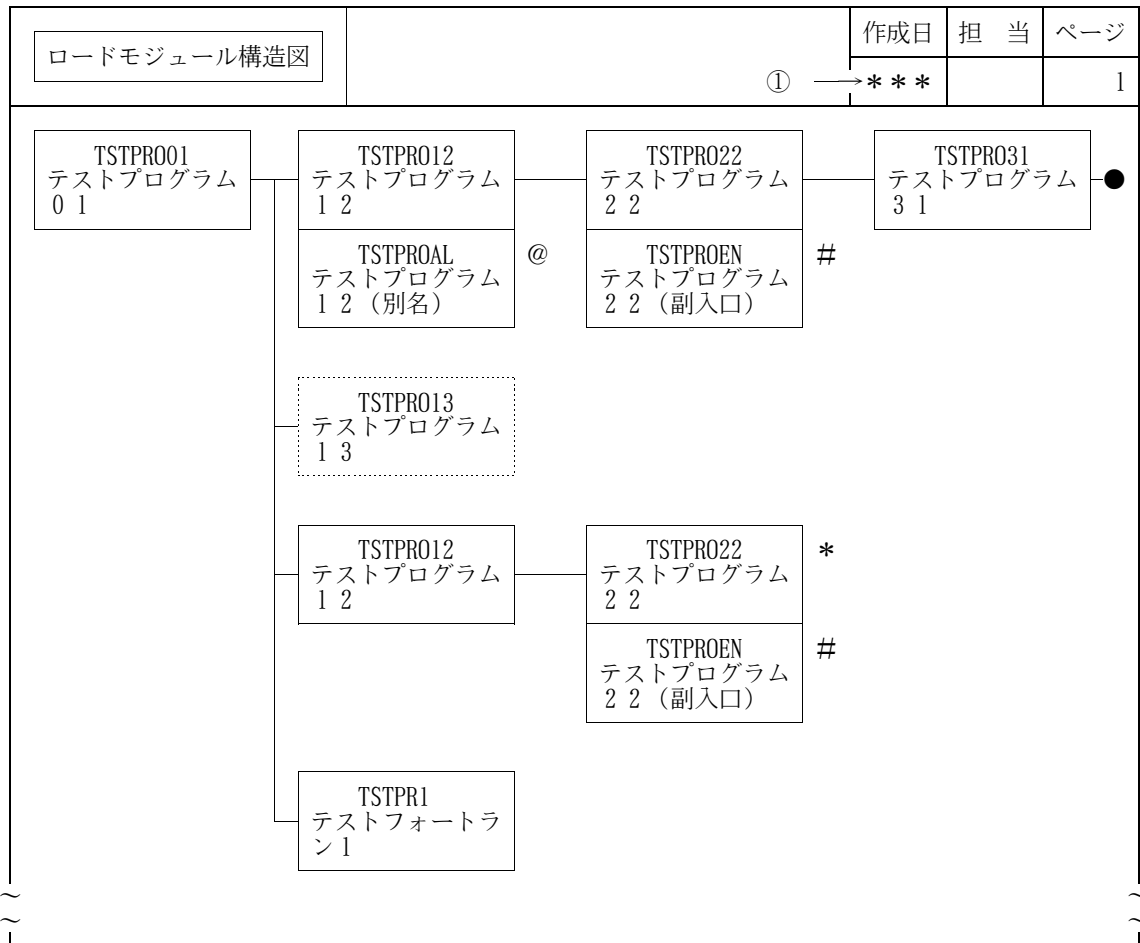 ロードモジュール構造図
作成日 担 当 ページ
① ***  1
TSTPRO01 TSTPRO12 TSTPRO22 TSTPRO31
テストプログラム テストプログラム テストプログラム テストプログラム
01 12 22 31
TSTPROAL @ TSTPROEN #
テストプログラム テストプログラム
12(別名) 22(副入口)
TSTPRO13
テストプログラム
13
TSTPRO12 TSTPRO22 *
テストプログラム テストプログラム
12 22
TSTPROEN #
テストプログラム
22(副入口)
TSTPR1
テストフォートラ
ン1